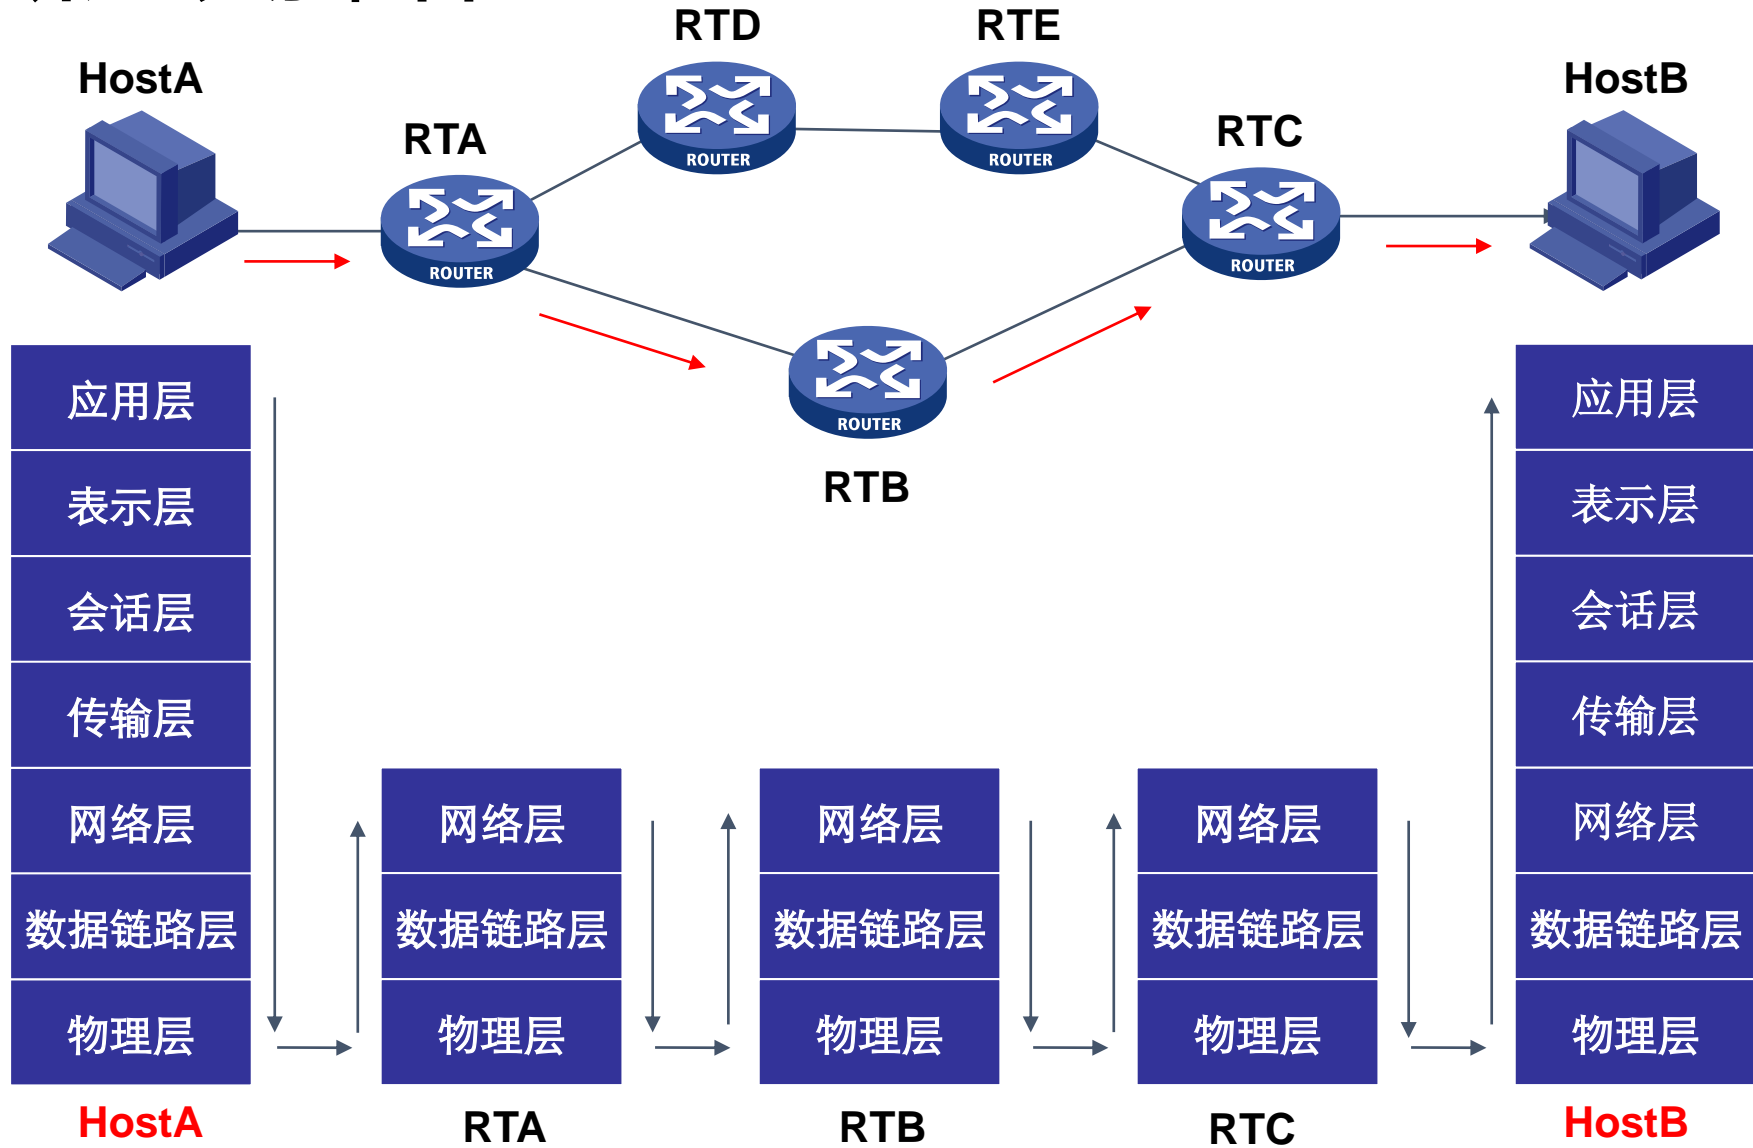 RTD
RTE
HostA
HostB
RTA
RTC
ROUTER
ROUTER
ROUTER
ROUTER
ROUTER
RTB
应用层
表示层
会话层
传输层
网络层
数据链路层
物理层
HostA
网络层
数据链路层
物理层
RTA
网络层
数据链路层
物理层
RTB
网络层
数据链路层
物理层
RTC
应用层
表示层
会话层
传输层
网络层
数据链路层
物理层
HostB